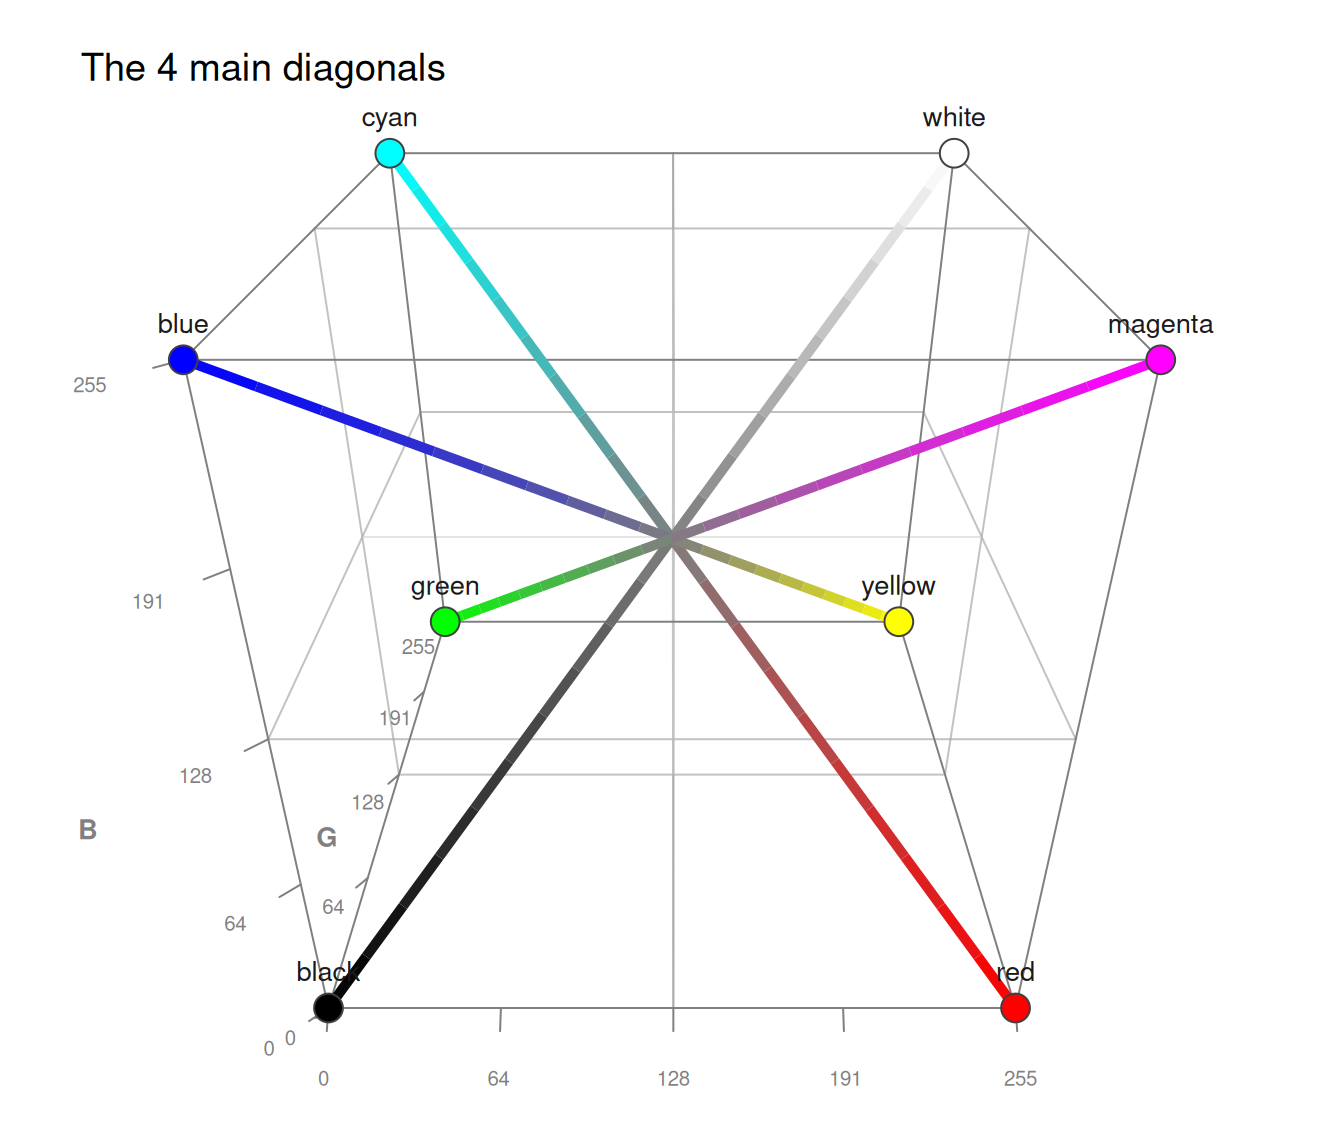 The 4 main diagonals
cyan
white
blue
magenta
255
green
yellow
191
255
191
128
128
B
G
64
64
black
red
0
0
0
64
128
191
255